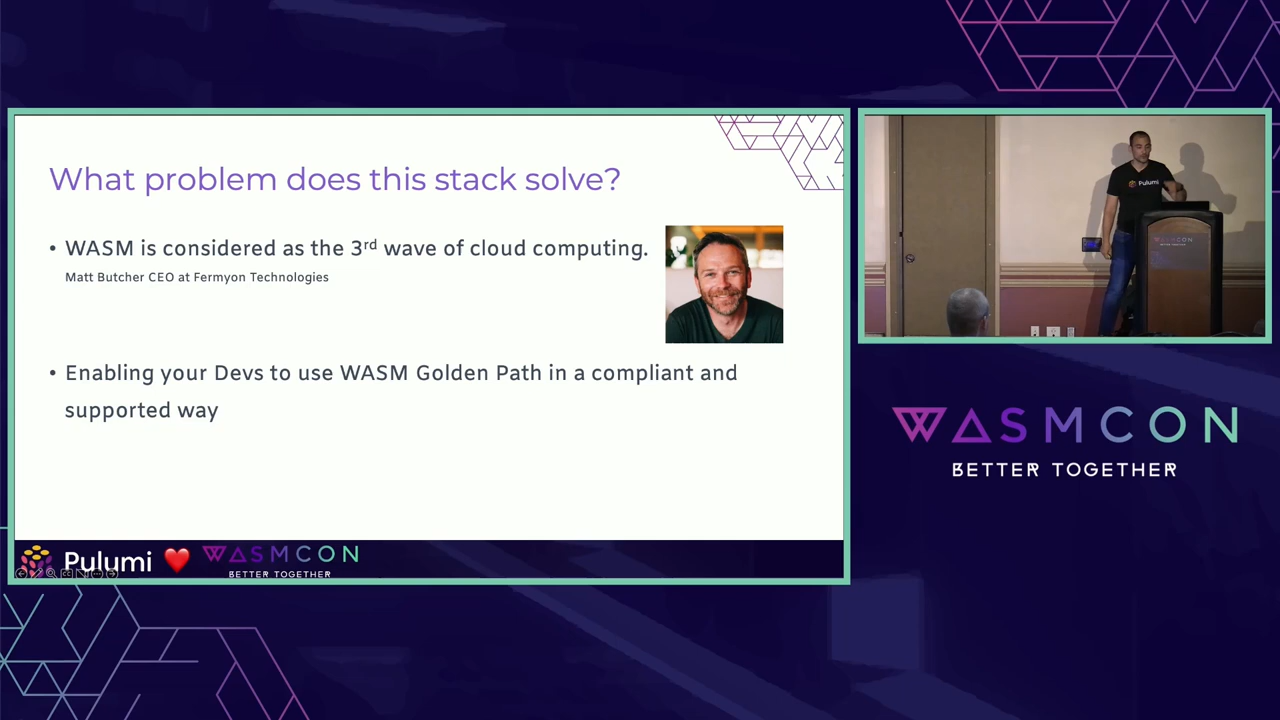 What problem does this stack solve?
• WASM is considered as the 3rd wave of cloud computing.
Matt Butcher CEO at Fermyon Technologies
• Enabling your Devs to use WASM Golden Path in a compliant and
supported way
Pulumi ❤️ WASMCON
BETTER TOGETHER
Pulumi
WASMCON
WASMCON
BETTER TOGETHER